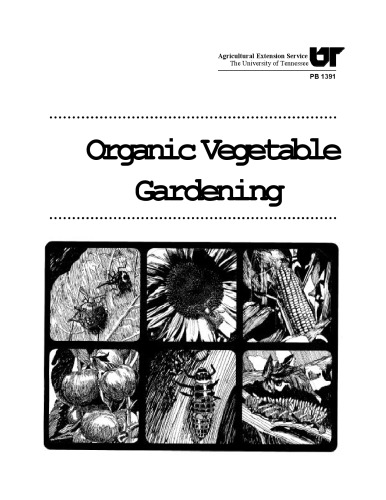 Agricultural Extension Service
The University of Tennessee
UT
PB 1391
Organic Vegetable
Gardening